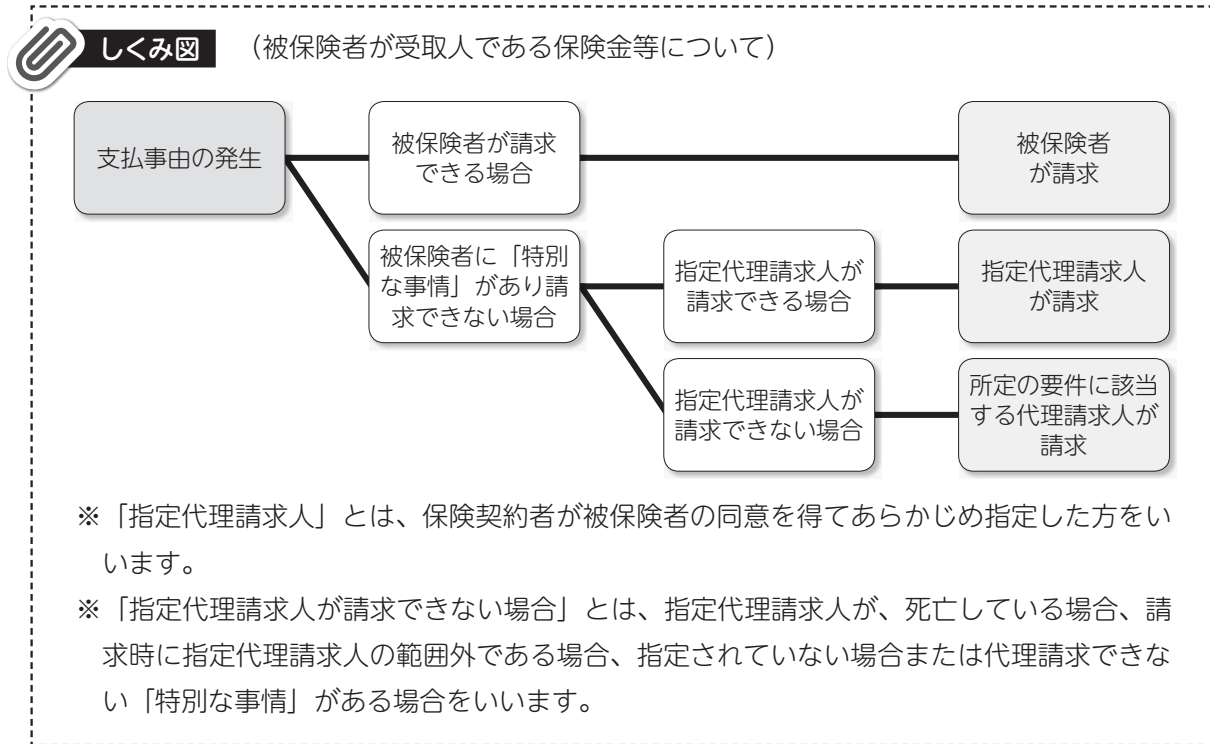 しくみ図 （被保険者が受取人である保険金等について）
支払事由の発生
被保険者が請求
できる場合
被保険者
が請求
被保険者に「特別
な事情」があり請
求できない場合
指定代理請求人が
請求できる場合
指定代理請求人
が請求
指定代理請求人が
請求できない場合
所定の要件に該当
する代理請求人が
請求
※「指定代理請求人」とは、保険契約者が被保険者の同意を得てあらかじめ指定した方をい
います。
※「指定代理請求人が請求できない場合」とは、指定代理請求人が、死亡している場合、請
求時に指定代理請求人の範囲外である場合、指定されていない場合または代理請求できな
い「特別な事情」がある場合をいいます。